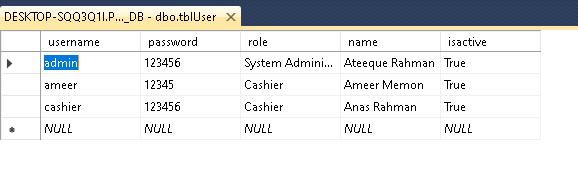 DESKTOP-SQQ3Q1I.P..._DB - dbo.tblUser
username password role name isactive
admin 123456 System Admini... Ateeque Rahman True
ameer 12345 Cashier Ameer Memon True
cashier 123456 Cashier Anas Rahman True
NULL NULL NULL NULL NULL